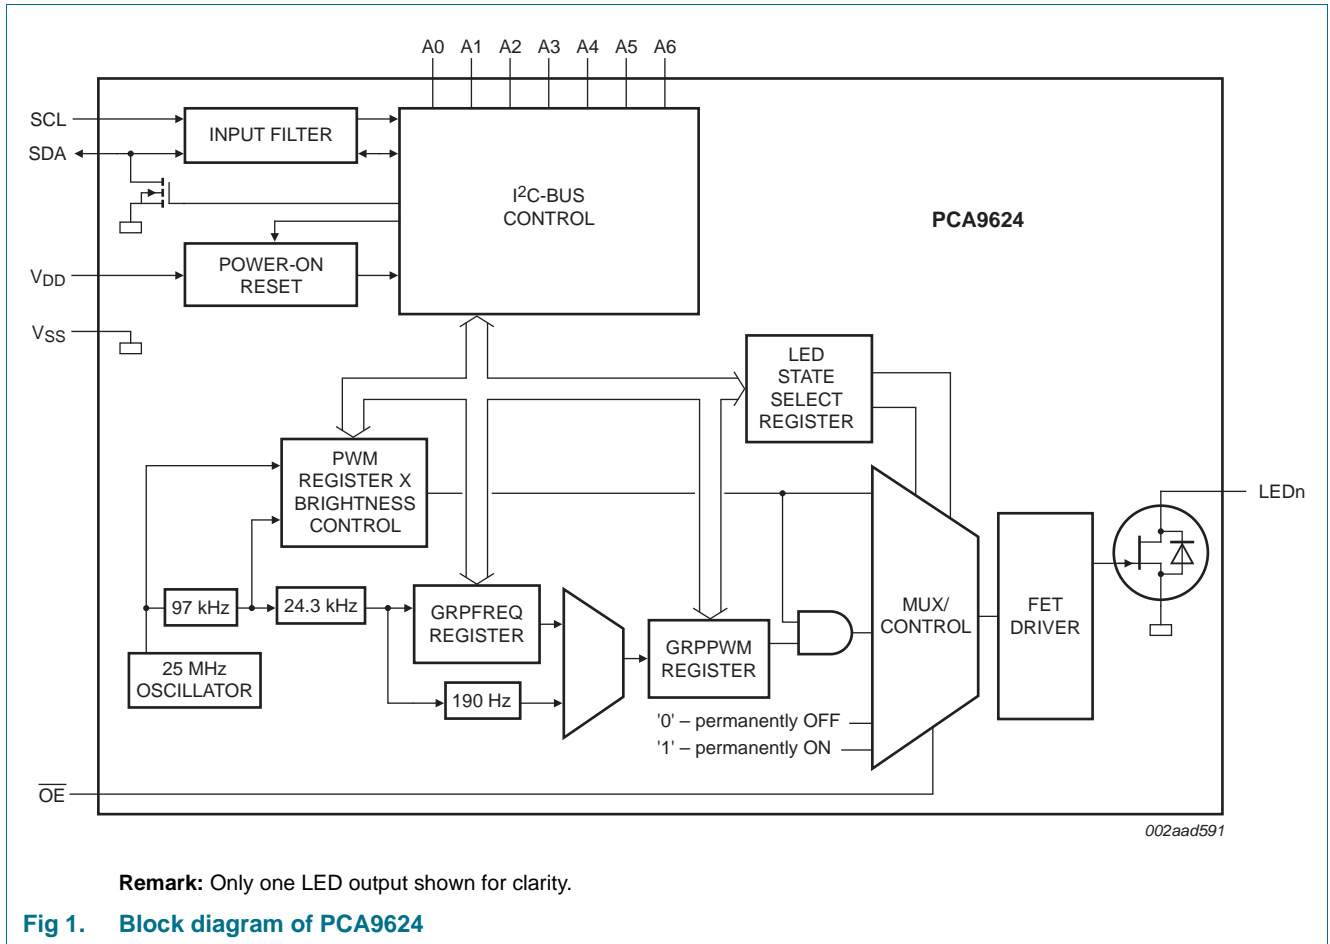 A0 A1 A2 A3 A4 A5 A6
SCL
INPUT FILTER
SDA
I²C-BUS
CONTROL
PCA9624
POWER-ON
RESET
VDD
VSS
LED
STATE
SELECT
REGISTER
PWM
REGISTER X
BRIGHTNESS
CONTROL
LEDn
97 kHz
24.3 kHz
GRPFREQ
REGISTER
GRPPWM
REGISTER
MUX/
CONTROL
FET
DRIVER
25 MHz
OSCILLATOR
190 Hz
'0' – permanently OFF
'1' – permanently ON
OE
002aad591
Remark: Only one LED output shown for clarity.
Fig 1. Block diagram of PCA9624